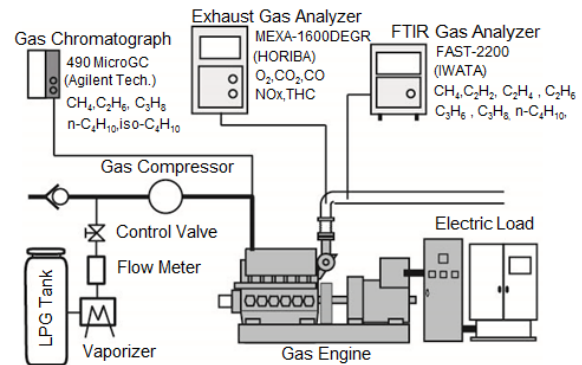 Gas Chromatograph
490 MicroGC
(Agilent Tech.)
CH₄,C₂H₆, C₃H₈
n-C₄H₁₀,iso-C₄H₁₀
Exhaust Gas Analyzer
MEXA-1600DEGR
(HORIBA)
O₂,CO₂,CO
NOx,THC
FTIR Gas Analyzer
FAST-2200
(IWATA)
CH₄,C₂H₂, C₂H₄ , C₂H₆
C₃H₆ , C₃H₈, n-C₄H₁₀,
Gas Compressor
Control Valve
Flow Meter
LPG Tank
Vaporizer
Gas Engine
Electric Load